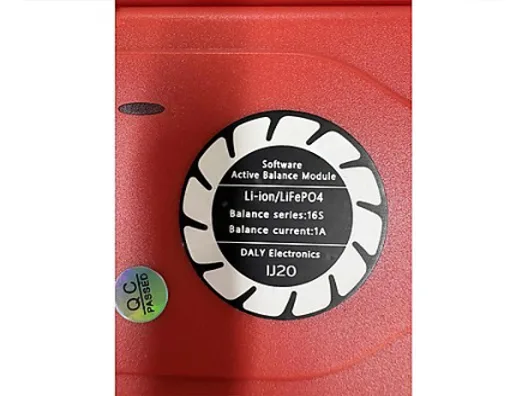 Software
Active Balance Module
Li-ion/LiFePO4
Balance series:16S
Balance current:1A
DALY Electronics
IJ20
QC
PASSED